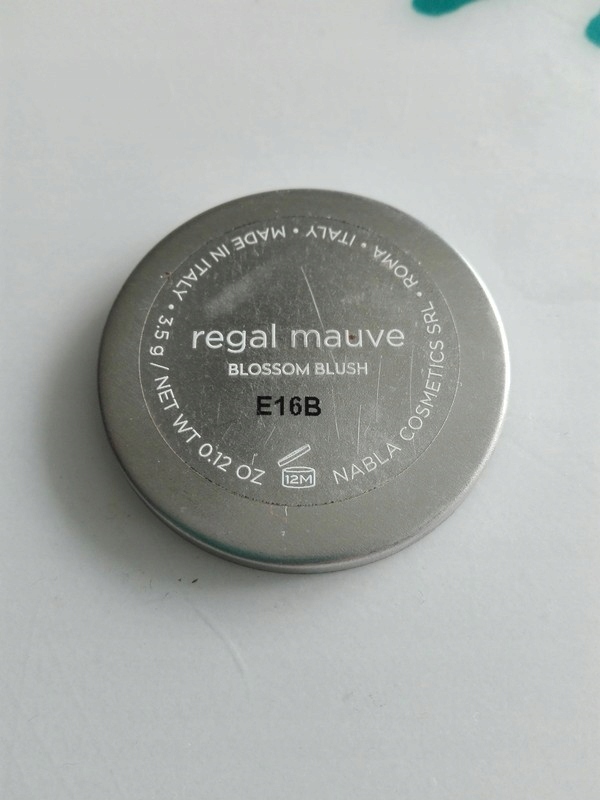 regal mauve
BLOSSOM BLUSH
E16B
12M
NABLA COSMETICS SRL • ROMA • ITALY • MADE IN ITALY • 3.5 g / NET WT 0.12 OZ